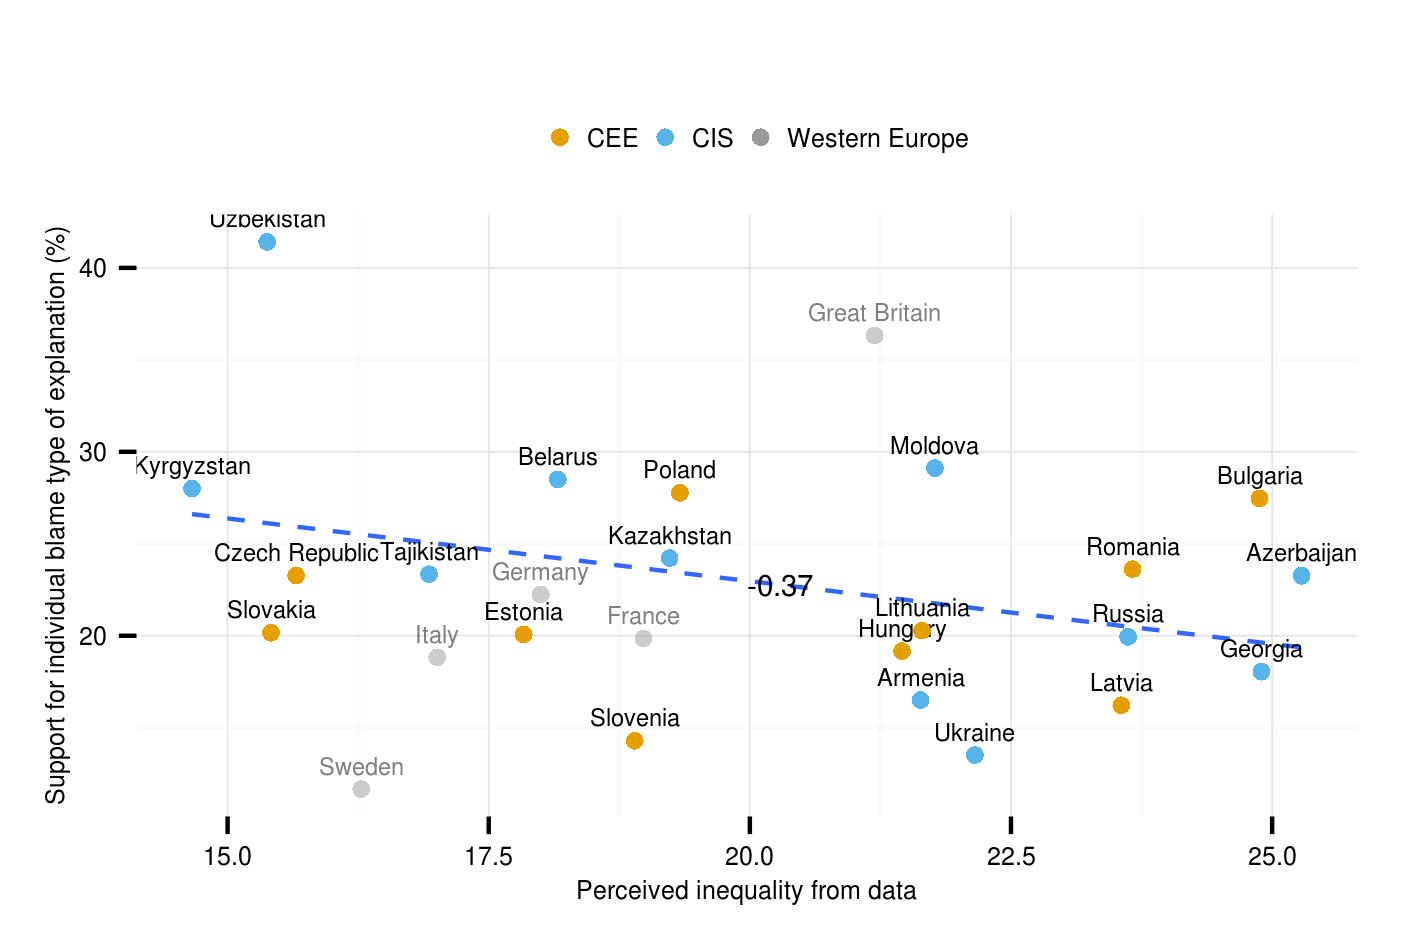 CEE CIS Western Europe
Support for individual blame type of explanation (%)
40
30
20
Uzbekistan
Great Britain
Moldova
Kyrgyzstan
Belarus
Poland
Bulgaria
Kazakhstan
Czech Republic
Tajikistan
Romania
Azerbaijan
Germany
-0.37
Slovakia
Estonia
France
Lithuania
Russia
Italy
Hungary
Georgia
Armenia
Latvia
Slovenia
Ukraine
Sweden
15.0 17.5 20.0 22.5 25.0
Perceived inequality from data